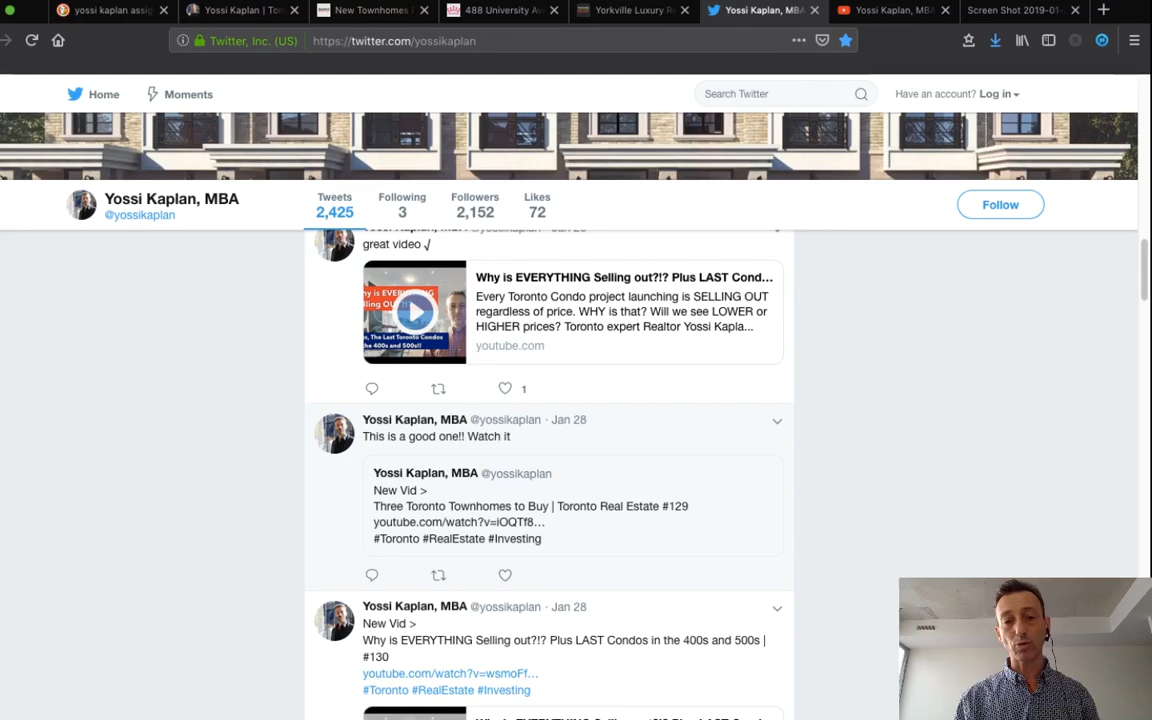 yossi kaplan assig
Yossi Kaplan | Tor
New Townhomes
488 University Av
Yorkville Luxury R
Yossi Kaplan, MBA
Yossi Kaplan, MBA
Screen Shot 2019-01-
Twitter, Inc. (US)
https://twitter.com/yossikaplan
Home
Moments
Search Twitter
Have an account? Log in
Yossi Kaplan, MBA
@yossikaplan
Tweets
2,425
Following
3
Followers
2,152
Likes
72
Follow
great video √
Why is EVERYTHING Selling out?!? Plus LAST Cond...
Every Toronto Condo project launching is SELLING OUT
regardless of price. WHY is that? Will we see LOWER or
HIGHER prices? Toronto expert Realtor Yossi Kapla...
youtube.com
1
Yossi Kaplan, MBA @yossikaplan · Jan 28
This is a good one!! Watch it
Yossi Kaplan, MBA @yossikaplan
New Vid >
Three Toronto Townhomes to Buy | Toronto Real Estate #129
youtube.com/watch?v=iOQTf8...
#Toronto #RealEstate #Investing
Yossi Kaplan, MBA @yossikaplan · Jan 28
New Vid >
Why is EVERYTHING Selling out?!? Plus LAST Condos in the 400s and 500s |
#130
youtube.com/watch?v=wsmoFf...
#Toronto #RealEstate #Investing